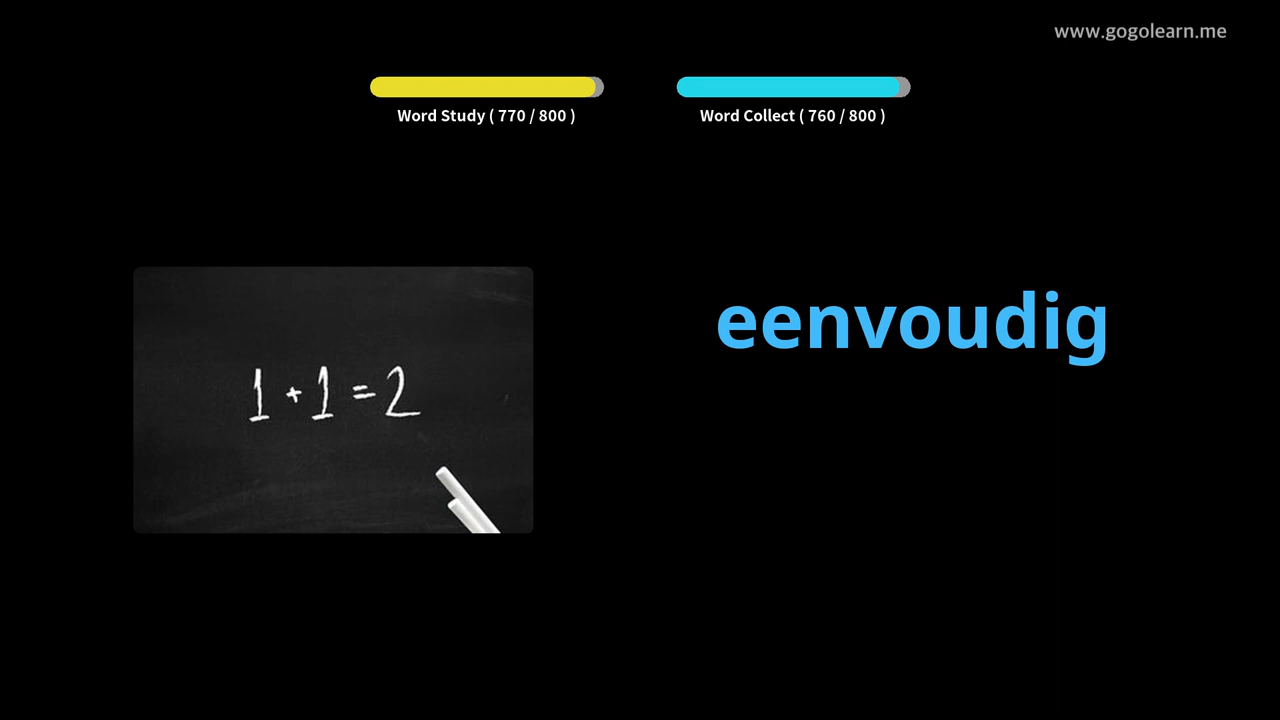 www.gogolearn.me
Word Study ( 770 / 800 )
Word Collect ( 760 / 800 )
eenvoudig
1 + 1 = 2